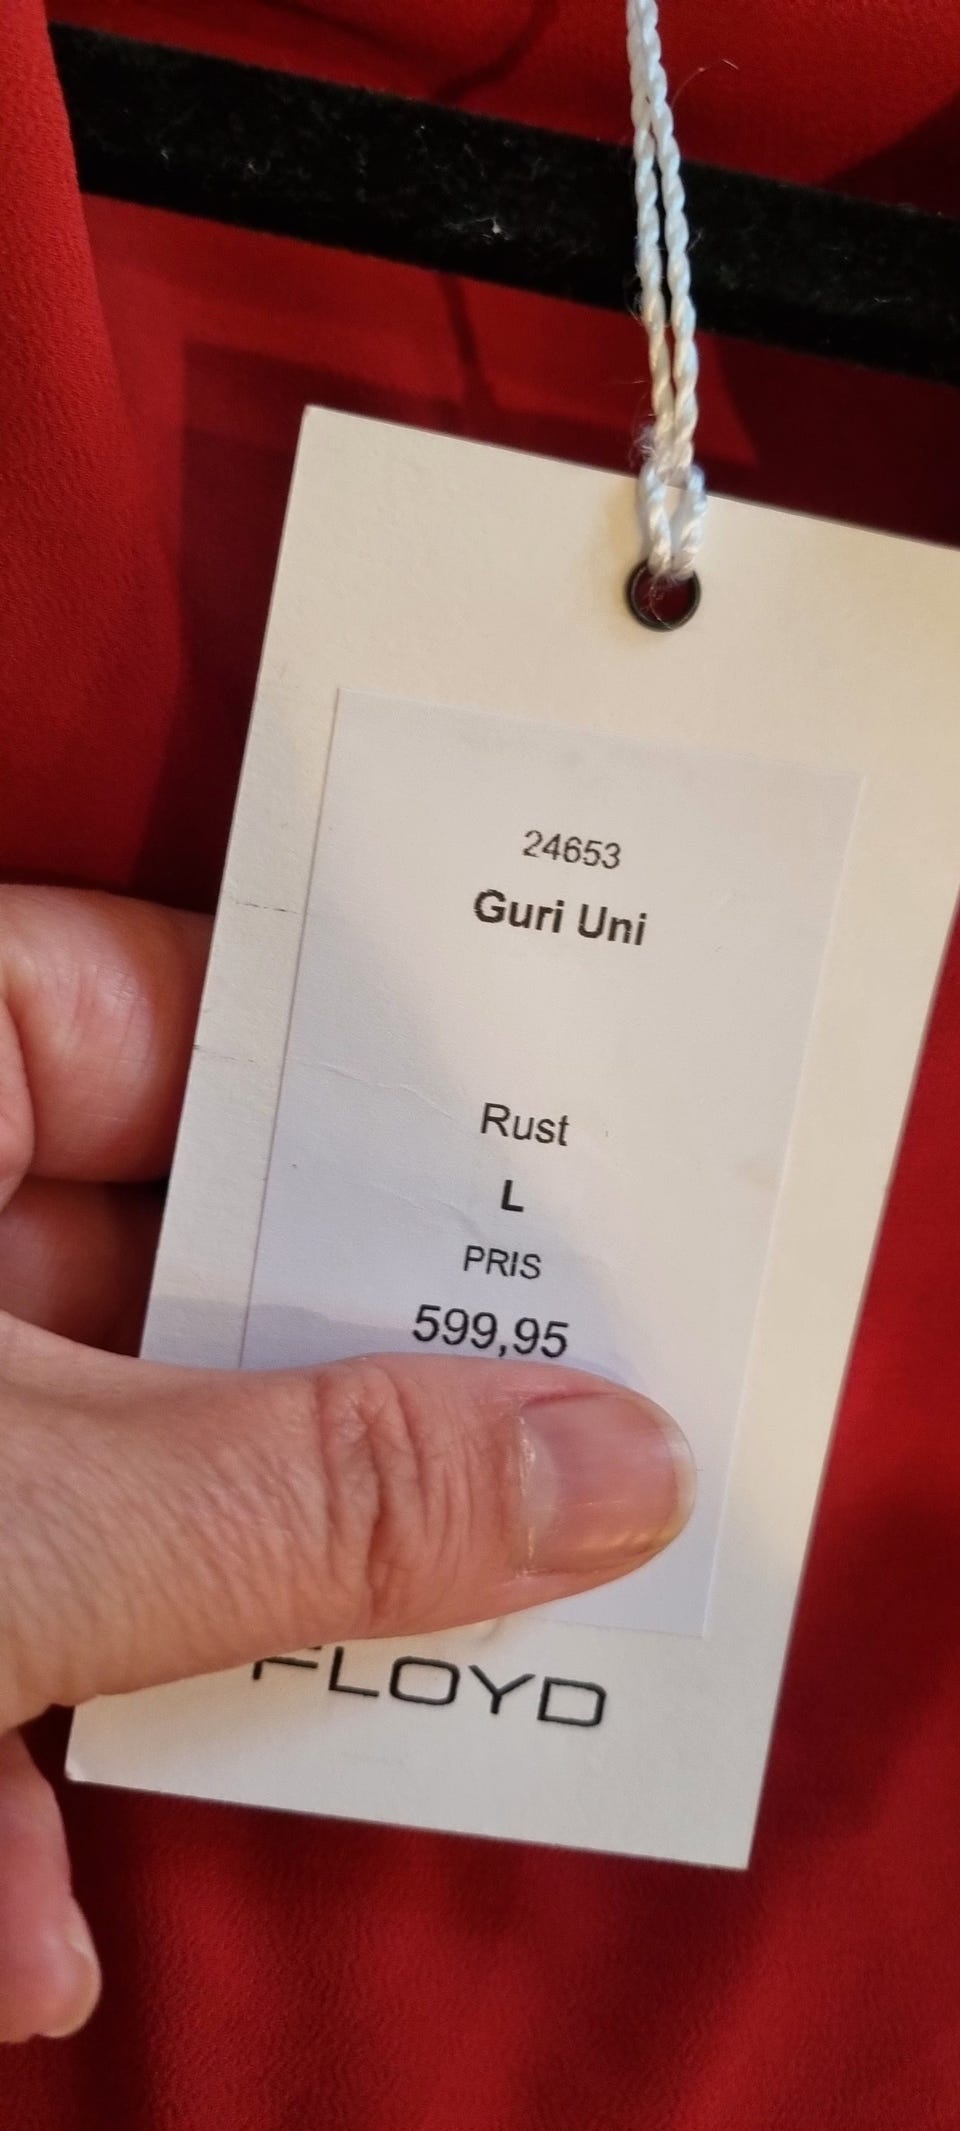 24653
Guri Uni
Rust
L
PRIS
599,95
FLOYD